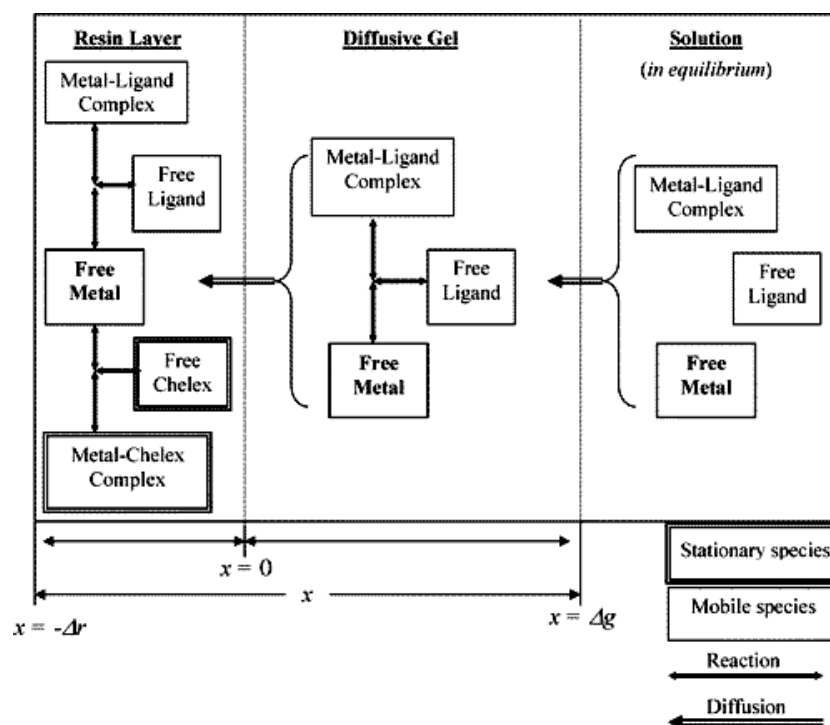 Resin Layer
Metal-Ligand
Complex
Free
Ligand
Free
Metal
Free
Chelex
Metal-Chelex
Complex
Diffusive Gel
Metal-Ligand
Complex
Free
Ligand
Free
Metal
Solution
(in equilibrium)
Metal-Ligand
Complex
Free
Ligand
Free
Metal
x = 0
x
x = -Δr
x = Δg
Stationary species
Mobile species
Reaction
Diffusion